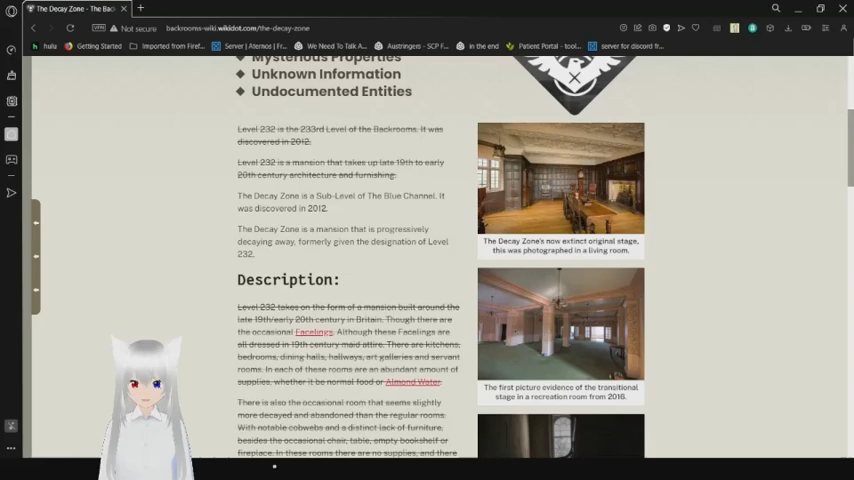 The Decay Zone - The Bac
Not secure backrooms-wiki.wikidot.com/the-decay-zone
hulu Getting Started Imported from Firef... Server | Aternos | Gr... We Need To Talk A... Austringers - SCP F... in the end Patient Portal - tool... server for discord
Mysterious Properties
Unknown Information
Undocumented Entities
Level 232 is the 233rd Level of the Backrooms. It was
discovered in 2012.
Level 232 is a mansion that takes up late 19th to early
20th century architecture and furnishing.
The Decay Zone is a Sub-Level of The Blue Channel. It
was discovered in 2012.
The Decay Zone is a mansion that is progressively
decaying away, formerly given the designation of Level
232.
The Decay Zone's now extinct original stage,
this was photographed in a living room.
Description:
Level 232 takes on the form of a mansion built around the
late 19th/early 20th century in Britain. Though there are
the occasional Facelings. Although these Facelings are
all dressed in 19th century maid attire. There are kitchens,
bedrooms, dining halls, hallways, art galleries and servant
rooms. In each of these rooms are an abundant amount of
supplies, whether it be normal food or Almond Water.
The first picture evidence of the transitional
stage in a recreation room from 2016.
There is also the occasional room that seems slightly
more decayed and abandoned than the regular rooms.
With notable cobwebs and a distinct lack of furniture,
besides the occasional chair, table, empty bookshelf or
fireplace. In these rooms there are no supplies, and there